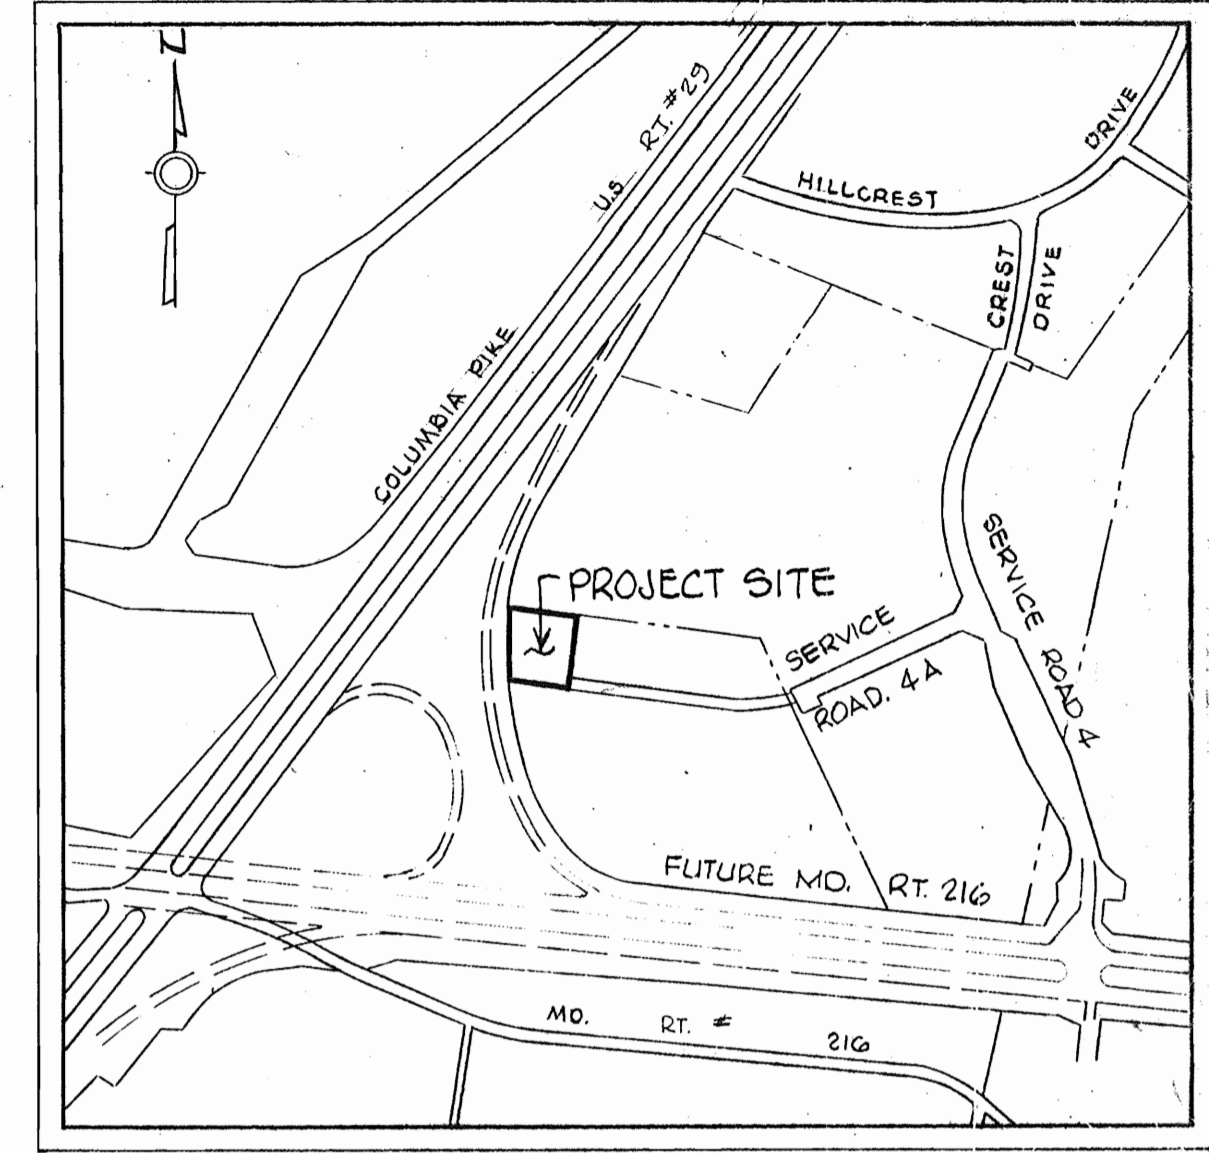 N
U.S. RT. #29
COLUMBIA PIKE
HILLCREST DRIVE
CREST DRIVE
PROJECT SITE
SERVICE ROAD. 4A
SERVICE ROAD 4
FUTURE MD. RT. 216
MD. RT. # 216